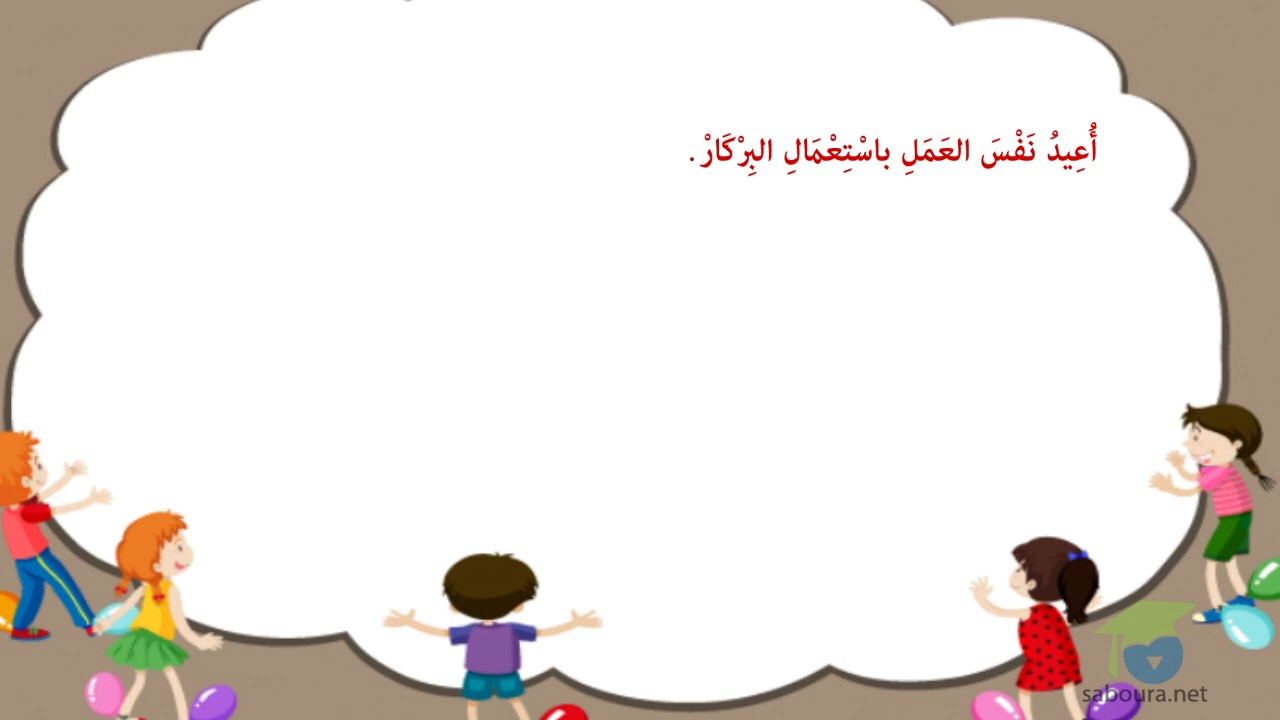 أُعِيدُ نَفْسَ العَمَلِ باسْتِعْمَالِ البِرْكَارْ.
saboura.net